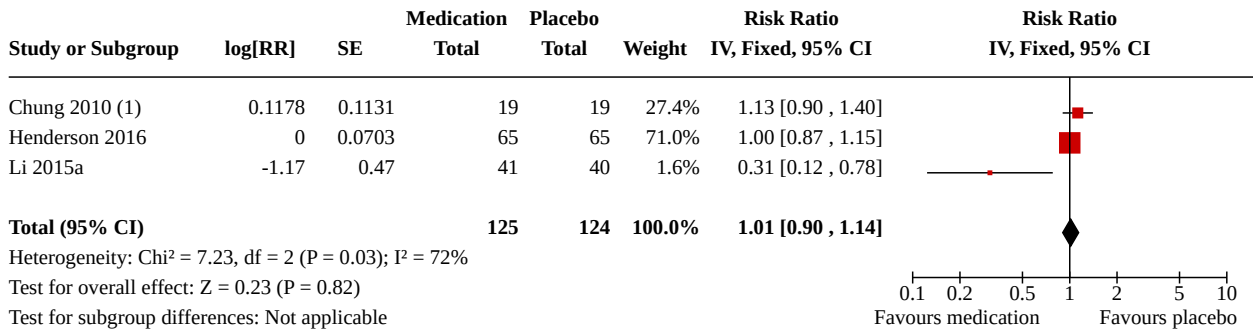 Medication Placebo Risk Ratio Risk Ratio
Study or Subgroup log[RR] SE Total Total Weight IV, Fixed, 95% CI IV, Fixed, 95% CI
Chung 2010 (1) 0.1178 0.1131 19 19 27.4% 1.13 [0.90 , 1.40]
Henderson 2016 0 0.0703 65 65 71.0% 1.00 [0.87 , 1.15]
Li 2015a -1.17 0.47 41 40 1.6% 0.31 [0.12 , 0.78]
Total (95% CI) 125 124 100.0% 1.01 [0.90 , 1.14]
Heterogeneity: Chi² = 7.23, df = 2 (P = 0.03); I² = 72%
Test for overall effect: Z = 0.23 (P = 0.82) 0.1 0.2 0.5 1 2 5 10
Test for subgroup differences: Not applicable Favours medication Favours placebo